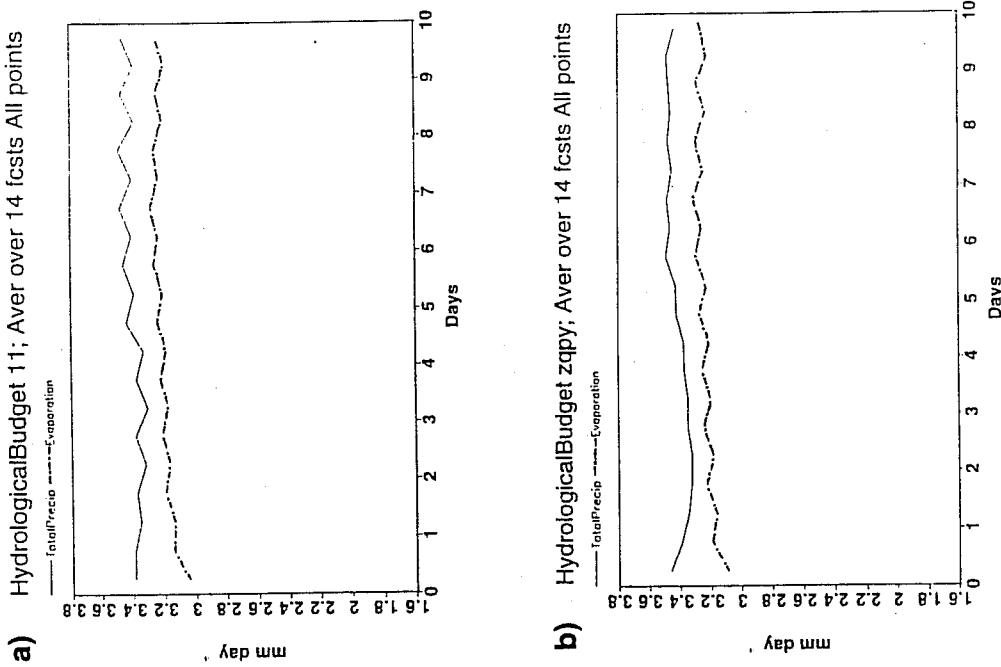 a)
HydrologicalBudget 11; Aver over 14 fcsts All points
TotalPrecip Evaporation
3.8
3.6
3.4
3.2
3
2.8
2.6
2.4
2.2
2
1.8
1.6
mm day
0 1 2 3 4 5 6 7 8 9 10
Days
b)
HydrologicalBudget zqpy; Aver over 14 fcsts All points
TotalPrecip Evaporation
3.8
3.6
3.4
3.2
3
2.8
2.6
2.4
2.2
2
1.8
1.6
mm day
0 1 2 3 4 5 6 7 8 9 10
Days